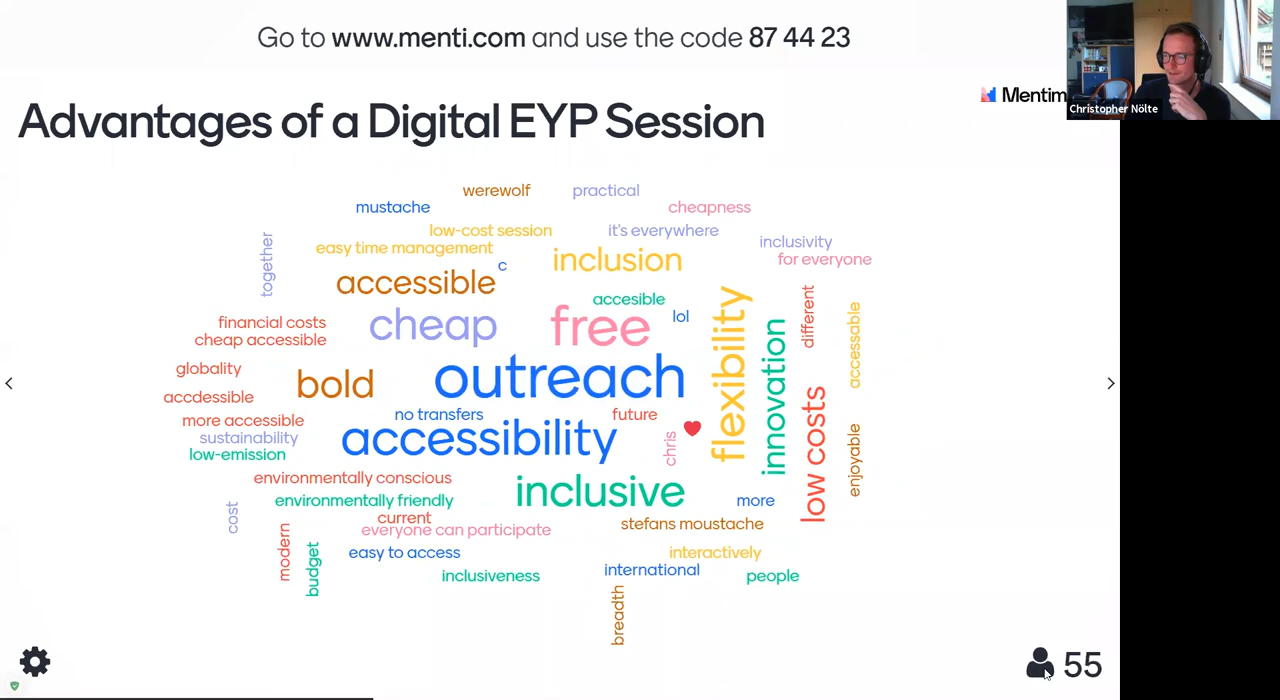 Go to www.menti.com and use the code 87 44 23
Mentim
Christopher Nölte
Advantages of a Digital EYP Session
werewolf
practical
mustache
cheapness
low-cost session
it's everywhere
together
easy time management
inclusivity
inclusion
for everyone
c
accessible
accesible
different
flexibility
accessable
lol
financial costs
cheap
free
innovation
cheap accessible
globality
outreach
bold
accdessible
low costs
no transfers
future
more accessible
sustainability
accessibility
chris
enjoyable
low-emission
environmentally conscious
inclusive
environmentally friendly
more
cost
current
stefans moustache
everyone can participate
modern
budget
easy to access
interactively
international
inclusiveness
people
breadth
55